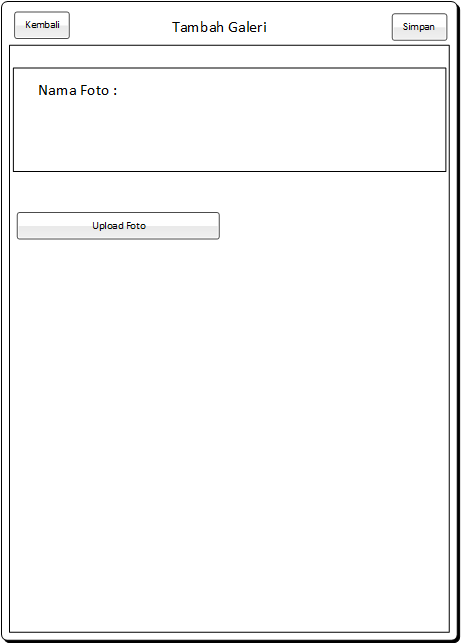 Kembali
Tambah Galeri
Simpan
Nama Foto :
Upload Foto